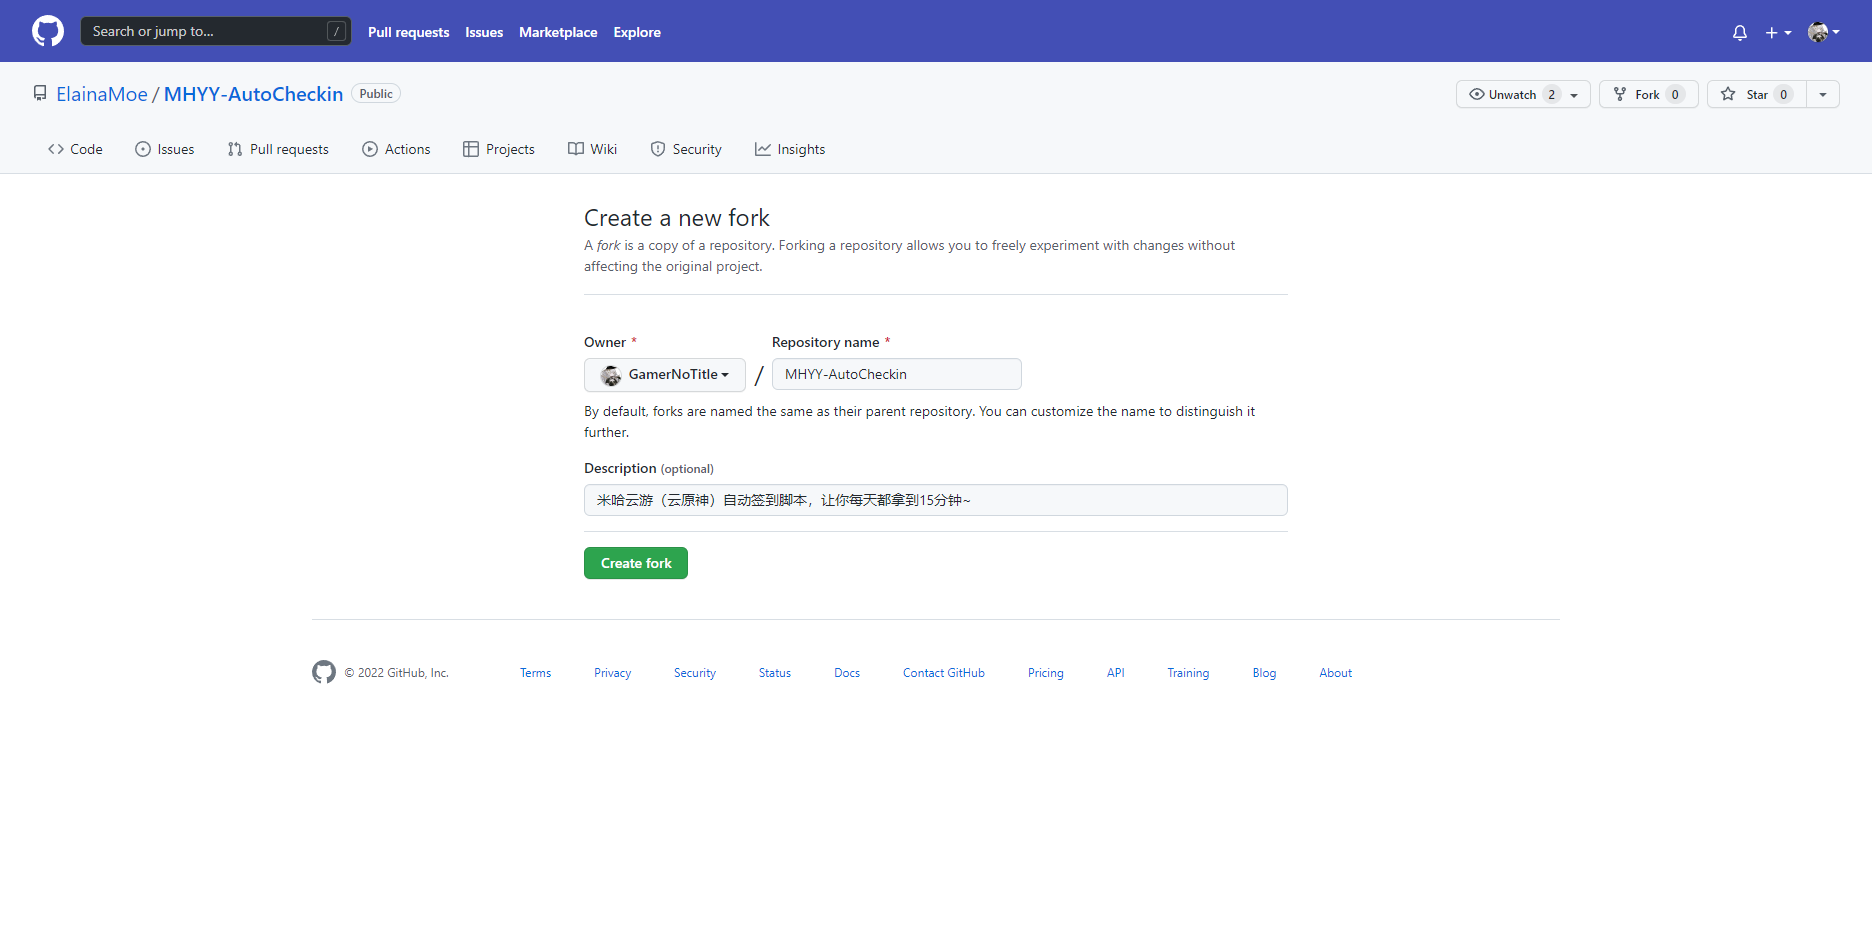 Search or jump to... / Pull requests Issues Marketplace Explore
ElainaMoe / MHYY-AutoCheckin Public Unwatch 2 Fork 0 Star 0
Code Issues Pull requests Actions Projects Wiki Security Insights
Create a new fork
A fork is a copy of a repository. Forking a repository allows you to freely experiment with changes without
affecting the original project.
Owner * Repository name *
GamerNoTitle / MHYY-AutoCheckin
By default, forks are named the same as their parent repository. You can customize the name to distinguish it
further.
Description (optional)
米哈云游（云原神）自动签到脚本，让你每天都拿到15分钟~
Create fork
© 2022 GitHub, Inc. Terms Privacy Security Status Docs Contact GitHub Pricing API Training Blog About